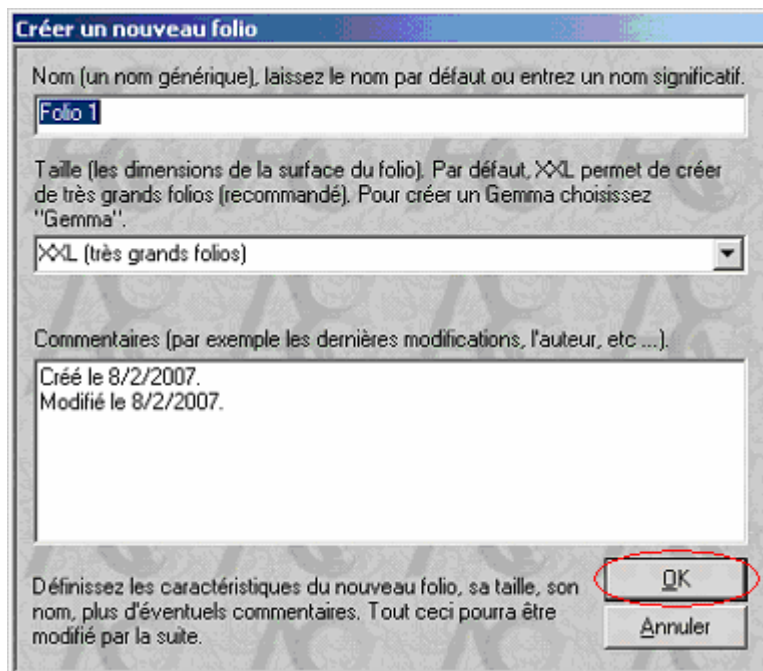 Créer un nouveau folio
Nom (un nom générique), laissez le nom par défaut ou entrez un nom significatif.
Folio 1
Taille (les dimensions de la surface du folio). Par défaut, XXL permet de créer
de très grands folios (recommandé). Pour créer un Gemma choisissez
"Gemma".
XXL (très grands folios)
Commentaires (par exemple les dernières modifications, l'auteur, etc ...).
Créé le 8/2/2007.
Modifié le 8/2/2007.
Définissez les caractéristiques du nouveau folio, sa taille, son
nom, plus d'éventuels commentaires. Tout ceci pourra être
modifié par la suite.
OK
Annuler